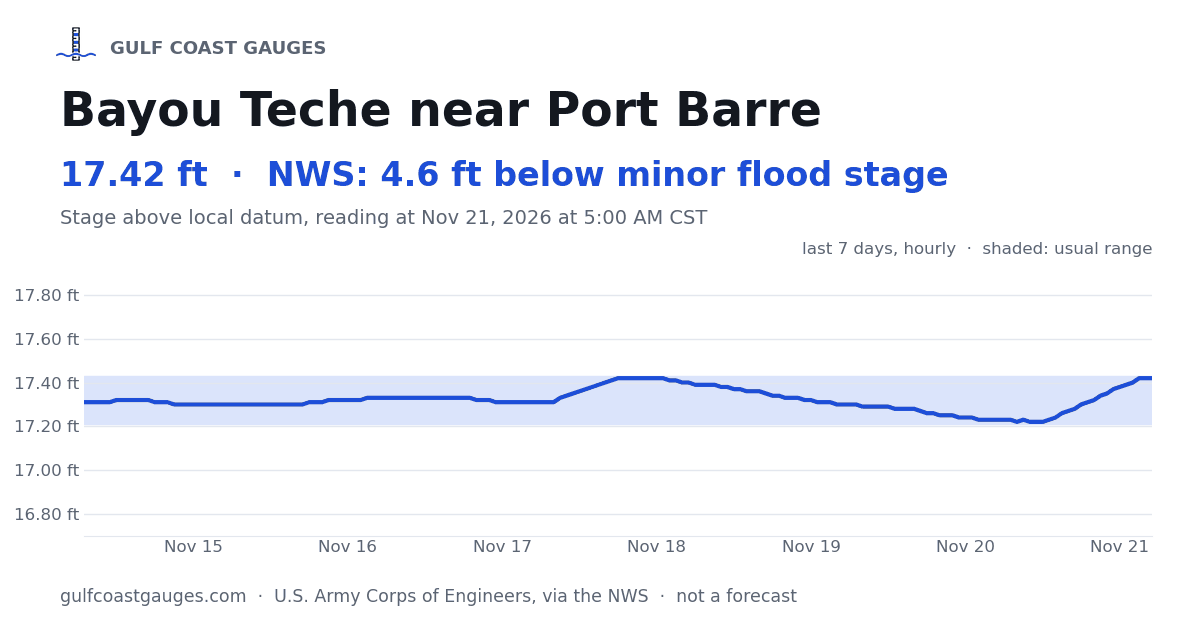 GULF COAST GAUGES
Bayou Teche near Port Barre
17.42 ft · NWS: 4.6 ft below minor flood stage
Stage above local datum, reading at Nov 21, 2026 at 5:00 AM CST
last 7 days, hourly · shaded: usual range
17.80 ft
17.60 ft
17.40 ft
17.20 ft
17.00 ft
16.80 ft
Nov 15 Nov 16 Nov 17 Nov 18 Nov 19 Nov 20 Nov 21
gulfcoastgauges.com · U.S. Army Corps of Engineers, via the NWS · not a forecast